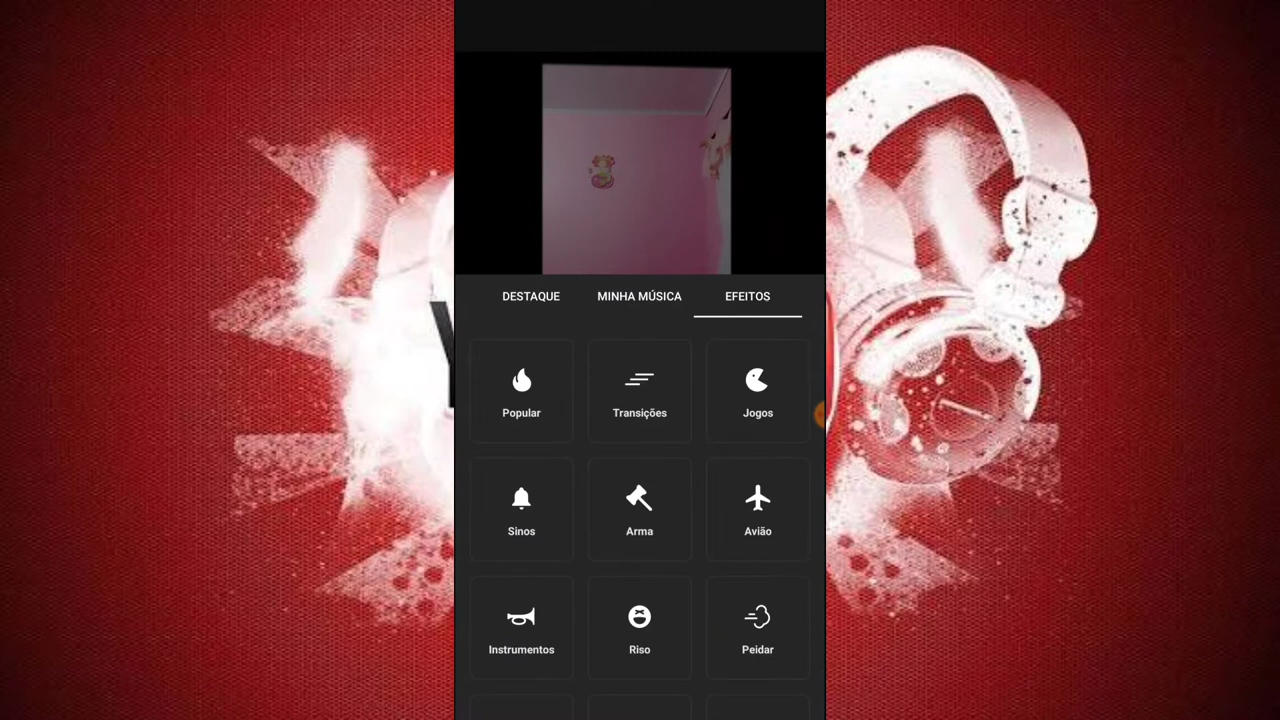 DESTAQUE MINHA MÚSICA EFEITOS
Popular Transições Jogos
Sinos Arma Avião
Instrumentos Riso Peidar